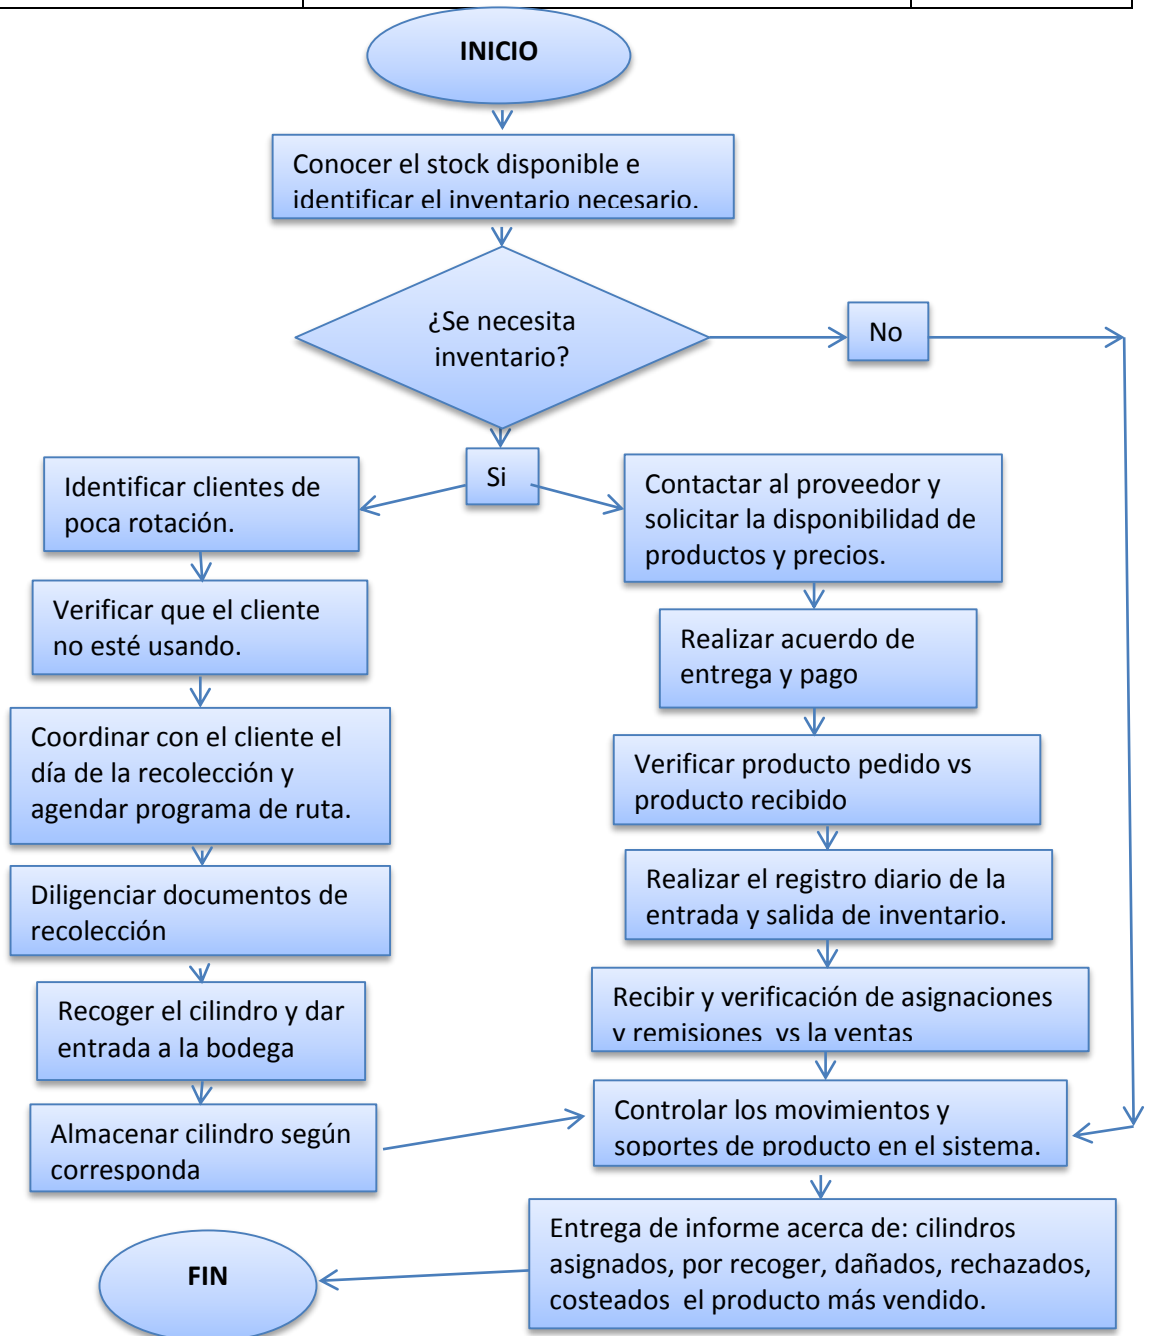 INICIO
Conocer el stock disponible e
identificar el inventario necesario.
¿Se necesita
inventario?
No
Si
Identificar clientes de
poca rotación.
Verificar que el cliente
no esté usando.
Coordinar con el cliente el
día de la recolección y
agendar programa de ruta.
Diligenciar documentos de
recolección
Recoger el cilindro y dar
entrada a la bodega
Almacenar cilindro según
corresponda
Contactar al proveedor y
solicitar la disponibilidad de
productos y precios.
Realizar acuerdo de
entrega y pago
Verificar producto pedido vs
producto recibido
Realizar el registro diario de la
entrada y salida de inventario.
Recibir y verificación de asignaciones
y remisiones  vs la ventas
Controlar los movimientos y
soportes de producto en el sistema.
Entrega de informe acerca de: cilindros
asignados, por recoger, dañados, rechazados,
costeados  el producto más vendido.
FIN